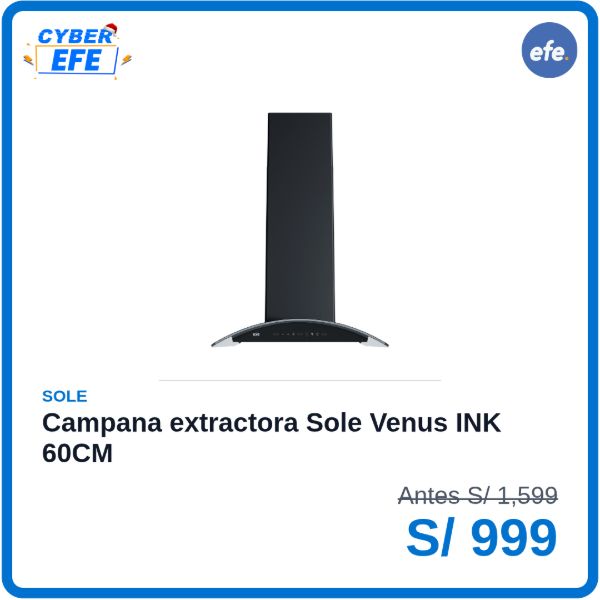 CYBER
EFE
efe.
SOLE
Campana extractora Sole Venus INK
60CM
Antes S/ 1,599
S/ 999